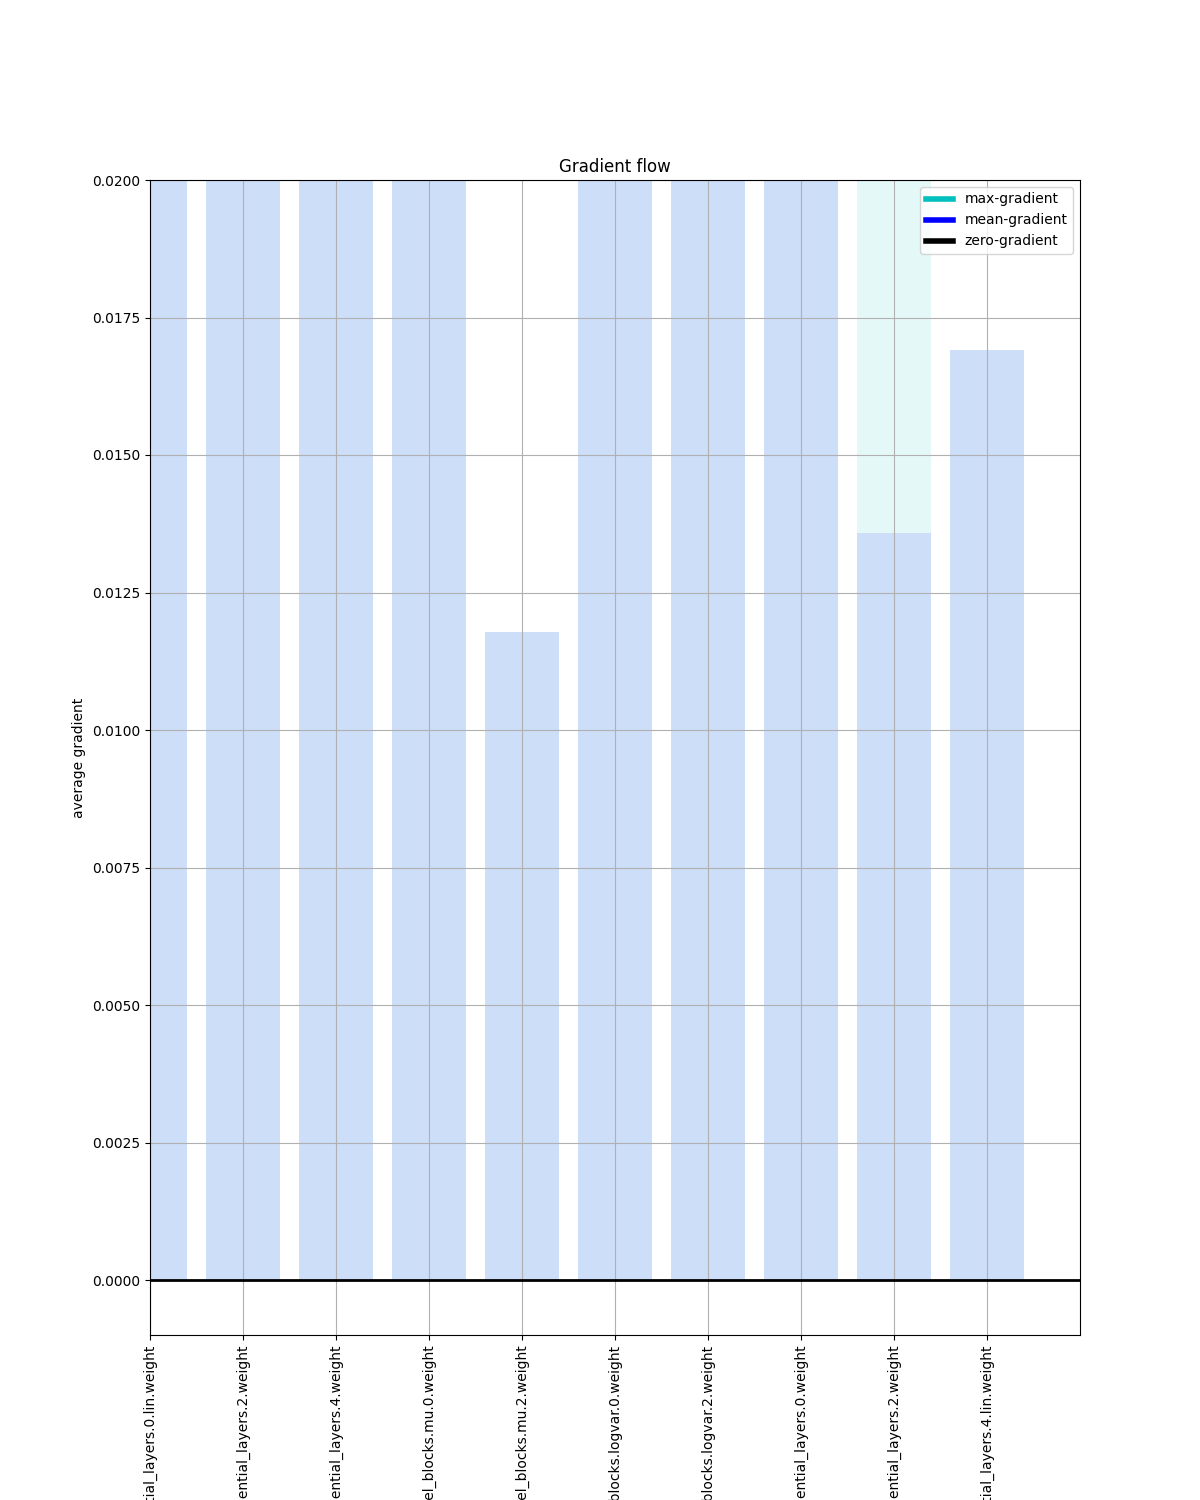 Gradient flow
max-gradient
mean-gradient
zero-gradient
0.0200
0.0175
0.0150
0.0125
0.0100
0.0075
0.0050
0.0025
0.0000
average gradient
tial_layers.0.lin.weight
ential_layers.2.weight
ential_layers.4.weight
el_blocks.mu.0.weight
el_blocks.mu.2.weight
blocks.logvar.0.weight
blocks.logvar.2.weight
ential_layers.0.weight
ential_layers.2.weight
tial_layers.4.lin.weight